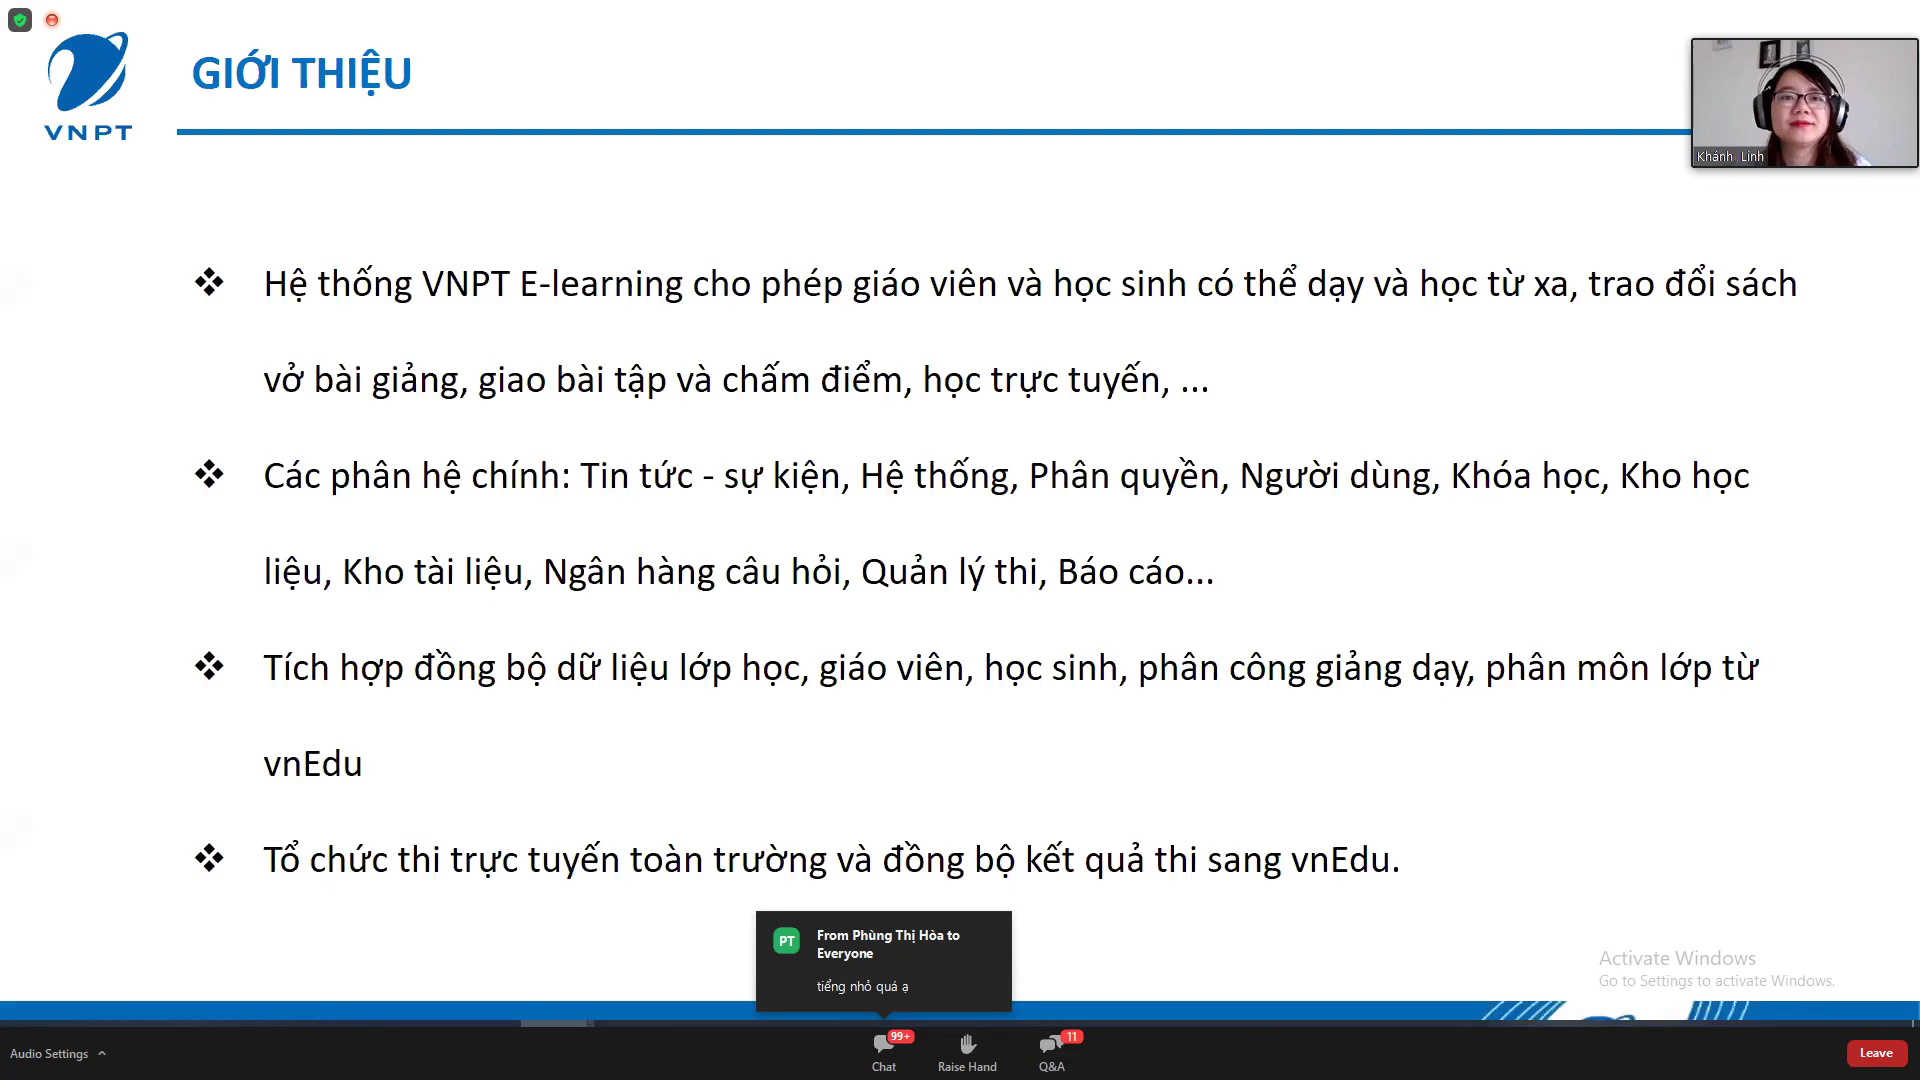 VNPT
GIỚI THIỆU
Khánh Linh
❖ Hệ thống VNPT E-learning cho phép giáo viên và học sinh có thể dạy và học từ xa, trao đổi sách
vở bài giảng, giao bài tập và chấm điểm, học trực tuyến, ...
❖ Các phân hệ chính: Tin tức - sự kiện, Hệ thống, Phân quyền, Người dùng, Khóa học, Kho học
liệu, Kho tài liệu, Ngân hàng câu hỏi, Quản lý thi, Báo cáo...
❖ Tích hợp đồng bộ dữ liệu lớp học, giáo viên, học sinh, phân công giảng dạy, phân môn lớp từ
vnEdu
❖ Tổ chức thi trực tuyến toàn trường và đồng bộ kết quả thi sang vnEdu.
PT
From Phùng Thị Hòa to
Everyone
tiếng nhỏ quá ạ
Activate Windows
Go to Settings to activate Windows.
Audio Settings
99+
Chat
Raise Hand
11
Q&A
Leave